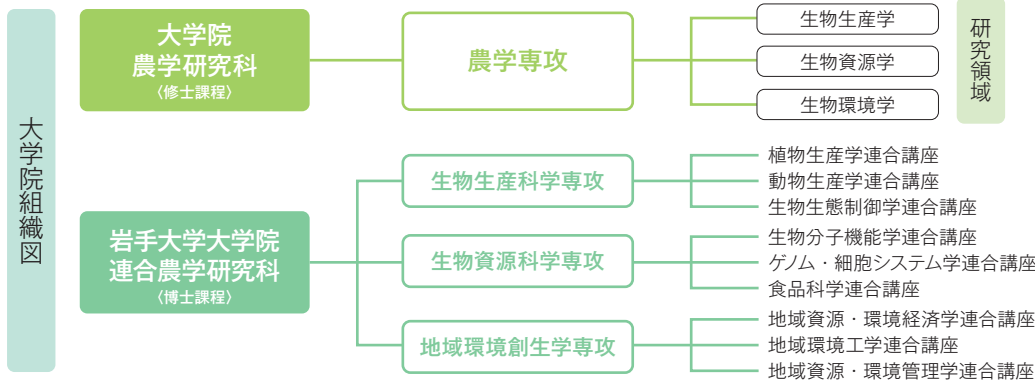 大学院組織図
大学院
農学研究科
〈修士課程〉
農学専攻
生物生産学
生物資源学
生物環境学
研究領域
岩手大学大学院
連合農学研究科
〈博士課程〉
生物生産科学専攻
植物生産学連合講座
動物生産学連合講座
生物生態制御学連合講座
生物資源科学専攻
生物分子機能学連合講座
ゲノム・細胞システム学連合講座
食品科学連合講座
地域環境創生学専攻
地域資源・環境経済学連合講座
地域環境工学連合講座
地域資源・環境管理学連合講座